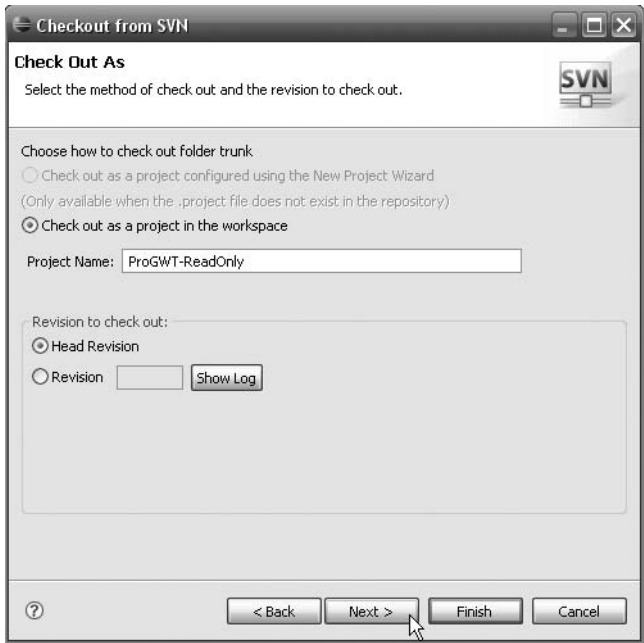 Checkout from SVN
Check Out As
Select the method of check out and the revision to check out.
SVN
Choose how to check out folder trunk
Check out as a project configured using the New Project Wizard
(Only available when the .project file does not exist in the repository)
Check out as a project in the workspace
Project Name: ProGWT-ReadOnly
Revision to check out:
Head Revision
Revision Show Log
? < Back Next > Finish Cancel